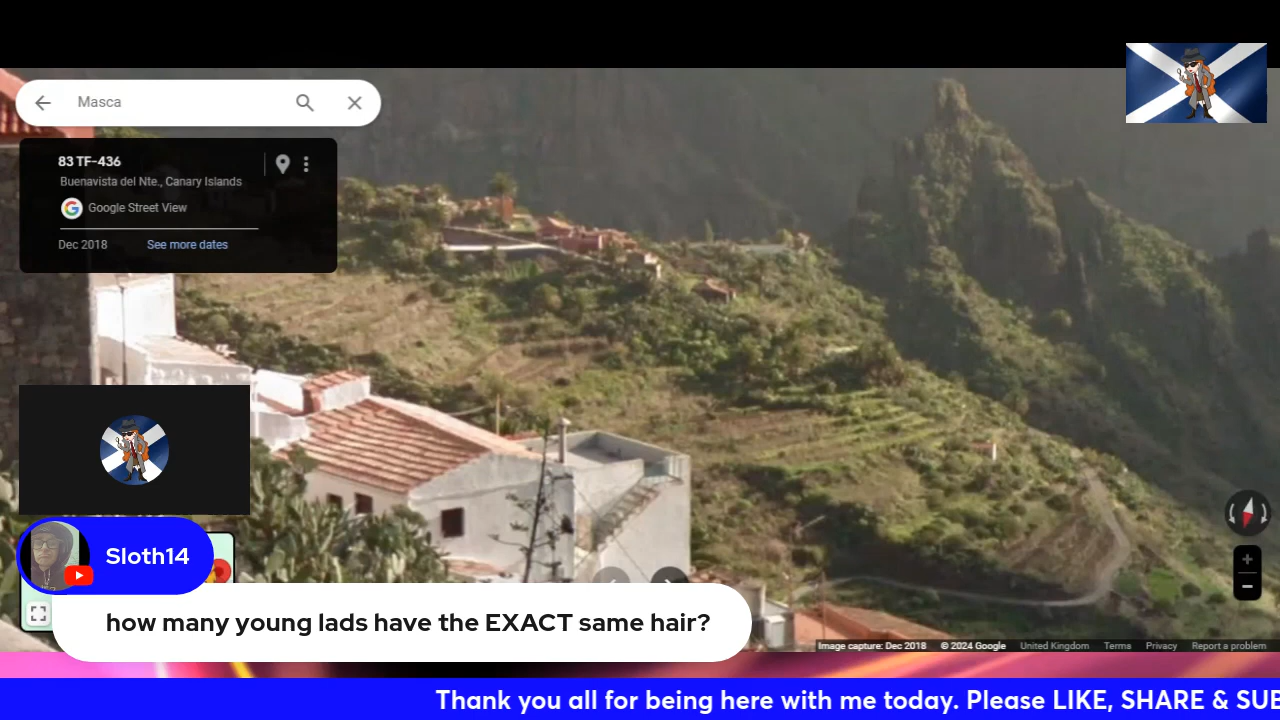 Masca
83 TF-436
Buenavista del Nte., Canary Islands
Google Street View
Dec 2018
See more dates
Sloth14
how many young lads have the EXACT same hair?
Image capture: Dec 2018 © 2024 Google United Kingdom Terms Privacy Report a problem
Thank you all for being here with me today. Please LIKE, SHARE & SUB